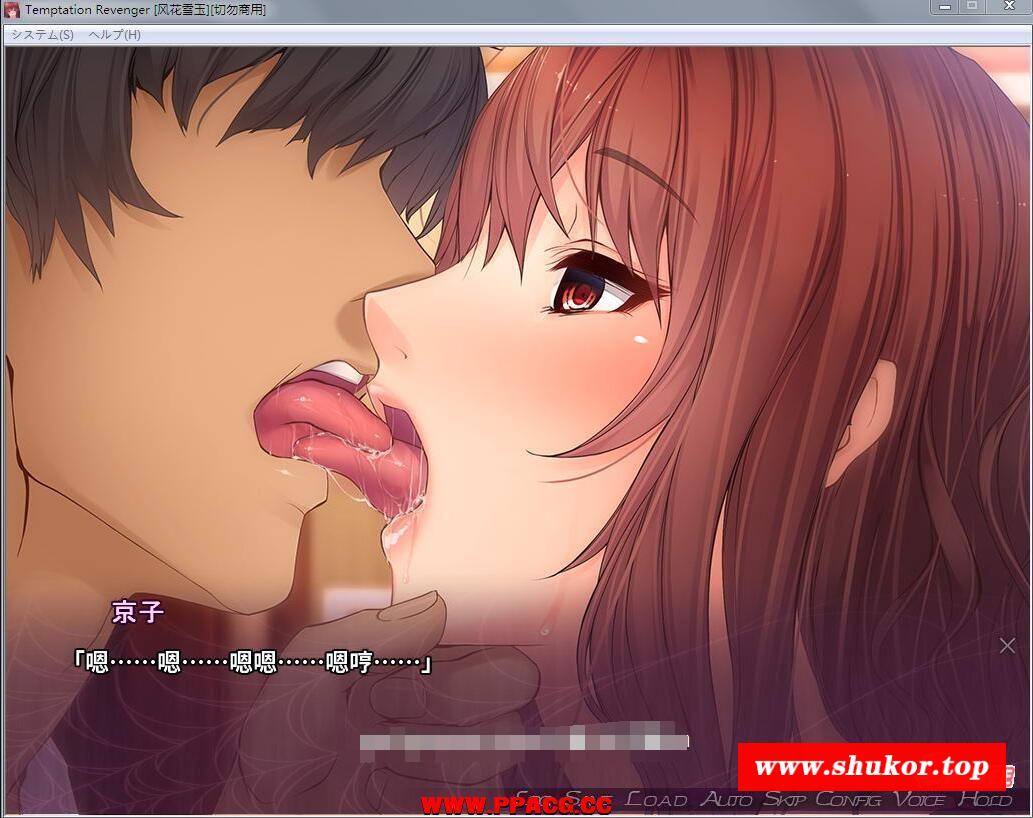 Temptation Revenger [风花雪玉][切勿商用]
システム(S) ヘルプ(H)
京子
「嗯……嗯……嗯嗯……嗯哼……」
www.shukor.top
LOAD AUTO SKIP CONFIG VOICE HOLD
WWW.PPACG.CC